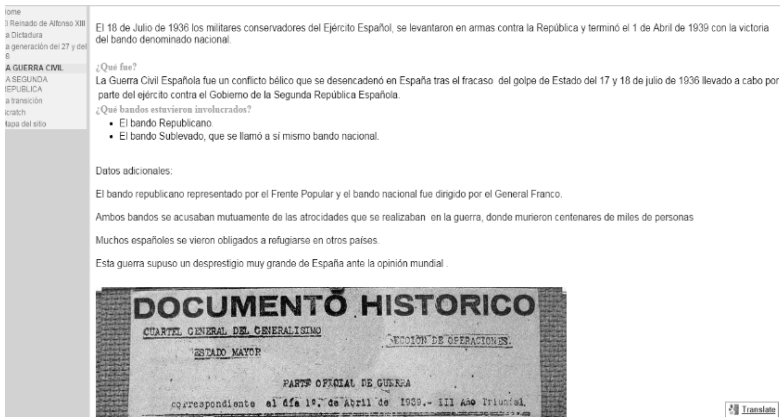 Home
El Reinado de Alfonso XIII
La Dictadura
a generación del 27 y del
LA GUERRA CIVIL
LA SEGUNDA
REPUBLICA
La transición
Scratch
Mapa del sitio
El 18 de Julio de 1936 los militares conservadores del Ejército Español, se levantaron en armas contra la República y terminó el 1 de Abril de 1939 con la victoria
del bando denominado nacional.
¿Qué fue?
La Guerra Civil Española fue un conflicto bélico que se desencadenó en España tras el fracaso del golpe de Estado del 17 y 18 de julio de 1936 llevado a cabo por
parte del ejército contra el Gobierno de la Segunda República Española.
¿Qué bandos estuvieron involucrados?
• El bando Republicano.
• El bando Sublevado, que se llamó a sí mismo bando nacional.
Datos adicionales:
El bando republicano representado por el Frente Popular y el bando nacional fue dirigido por el General Franco.
Ambos bandos se acusaban mutuamente de las atrocidades que se realizaban en la guerra, donde murieron centenares de miles de personas
Muchos españoles se vieron obligados a refugiarse en otros países.
Esta guerra supuso un desprestigio muy grande de España ante la opinión mundial .
DOCUMENTO HISTORICO
CUARTEL GENERAL DEL GENERALISIMO
SECCION DE OPERACIONES.
ESTADO MAYOR
PARTE OFICIAL DE GUERRA
correspondiente al día 1º. de Abril de 1939.- III Año Triunfal.
Translate